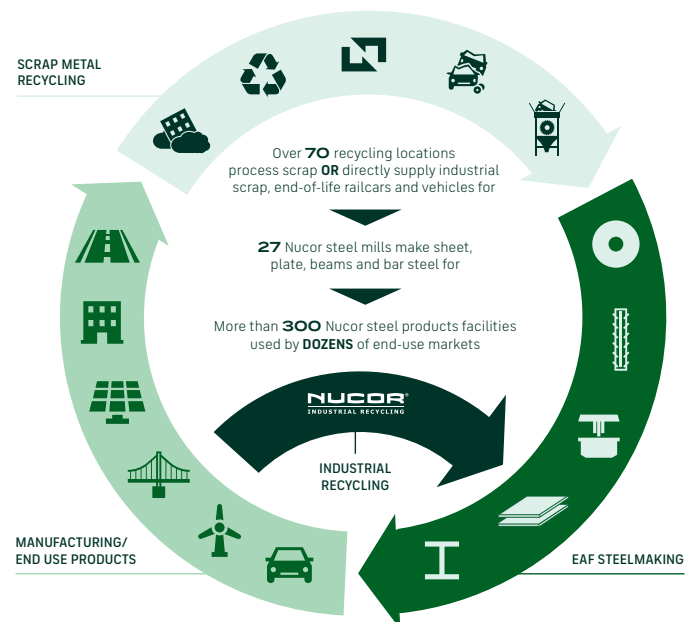 SCRAP METAL
RECYCLING
Over 70 recycling locations
process scrap OR directly supply industrial
scrap, end-of-life railcars and vehicles for
27 Nucor steel mills make sheet,
plate, beams and bar steel for
More than 300 Nucor steel products facilities
used by DOZENS of end-use markets
NUCOR®
INDUSTRIAL RECYCLING
INDUSTRIAL
RECYCLING
MANUFACTURING/
END USE PRODUCTS
EAF STEELMAKING